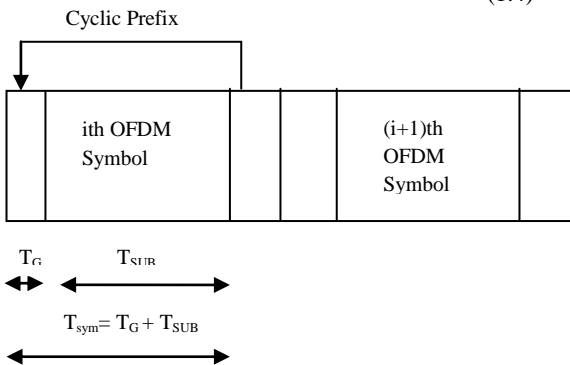 Cyclic Prefix
ith OFDM
Symbol
(i+1)th
OFDM
Symbol
T_G
T_SUB
T_sym= T_G + T_SUB